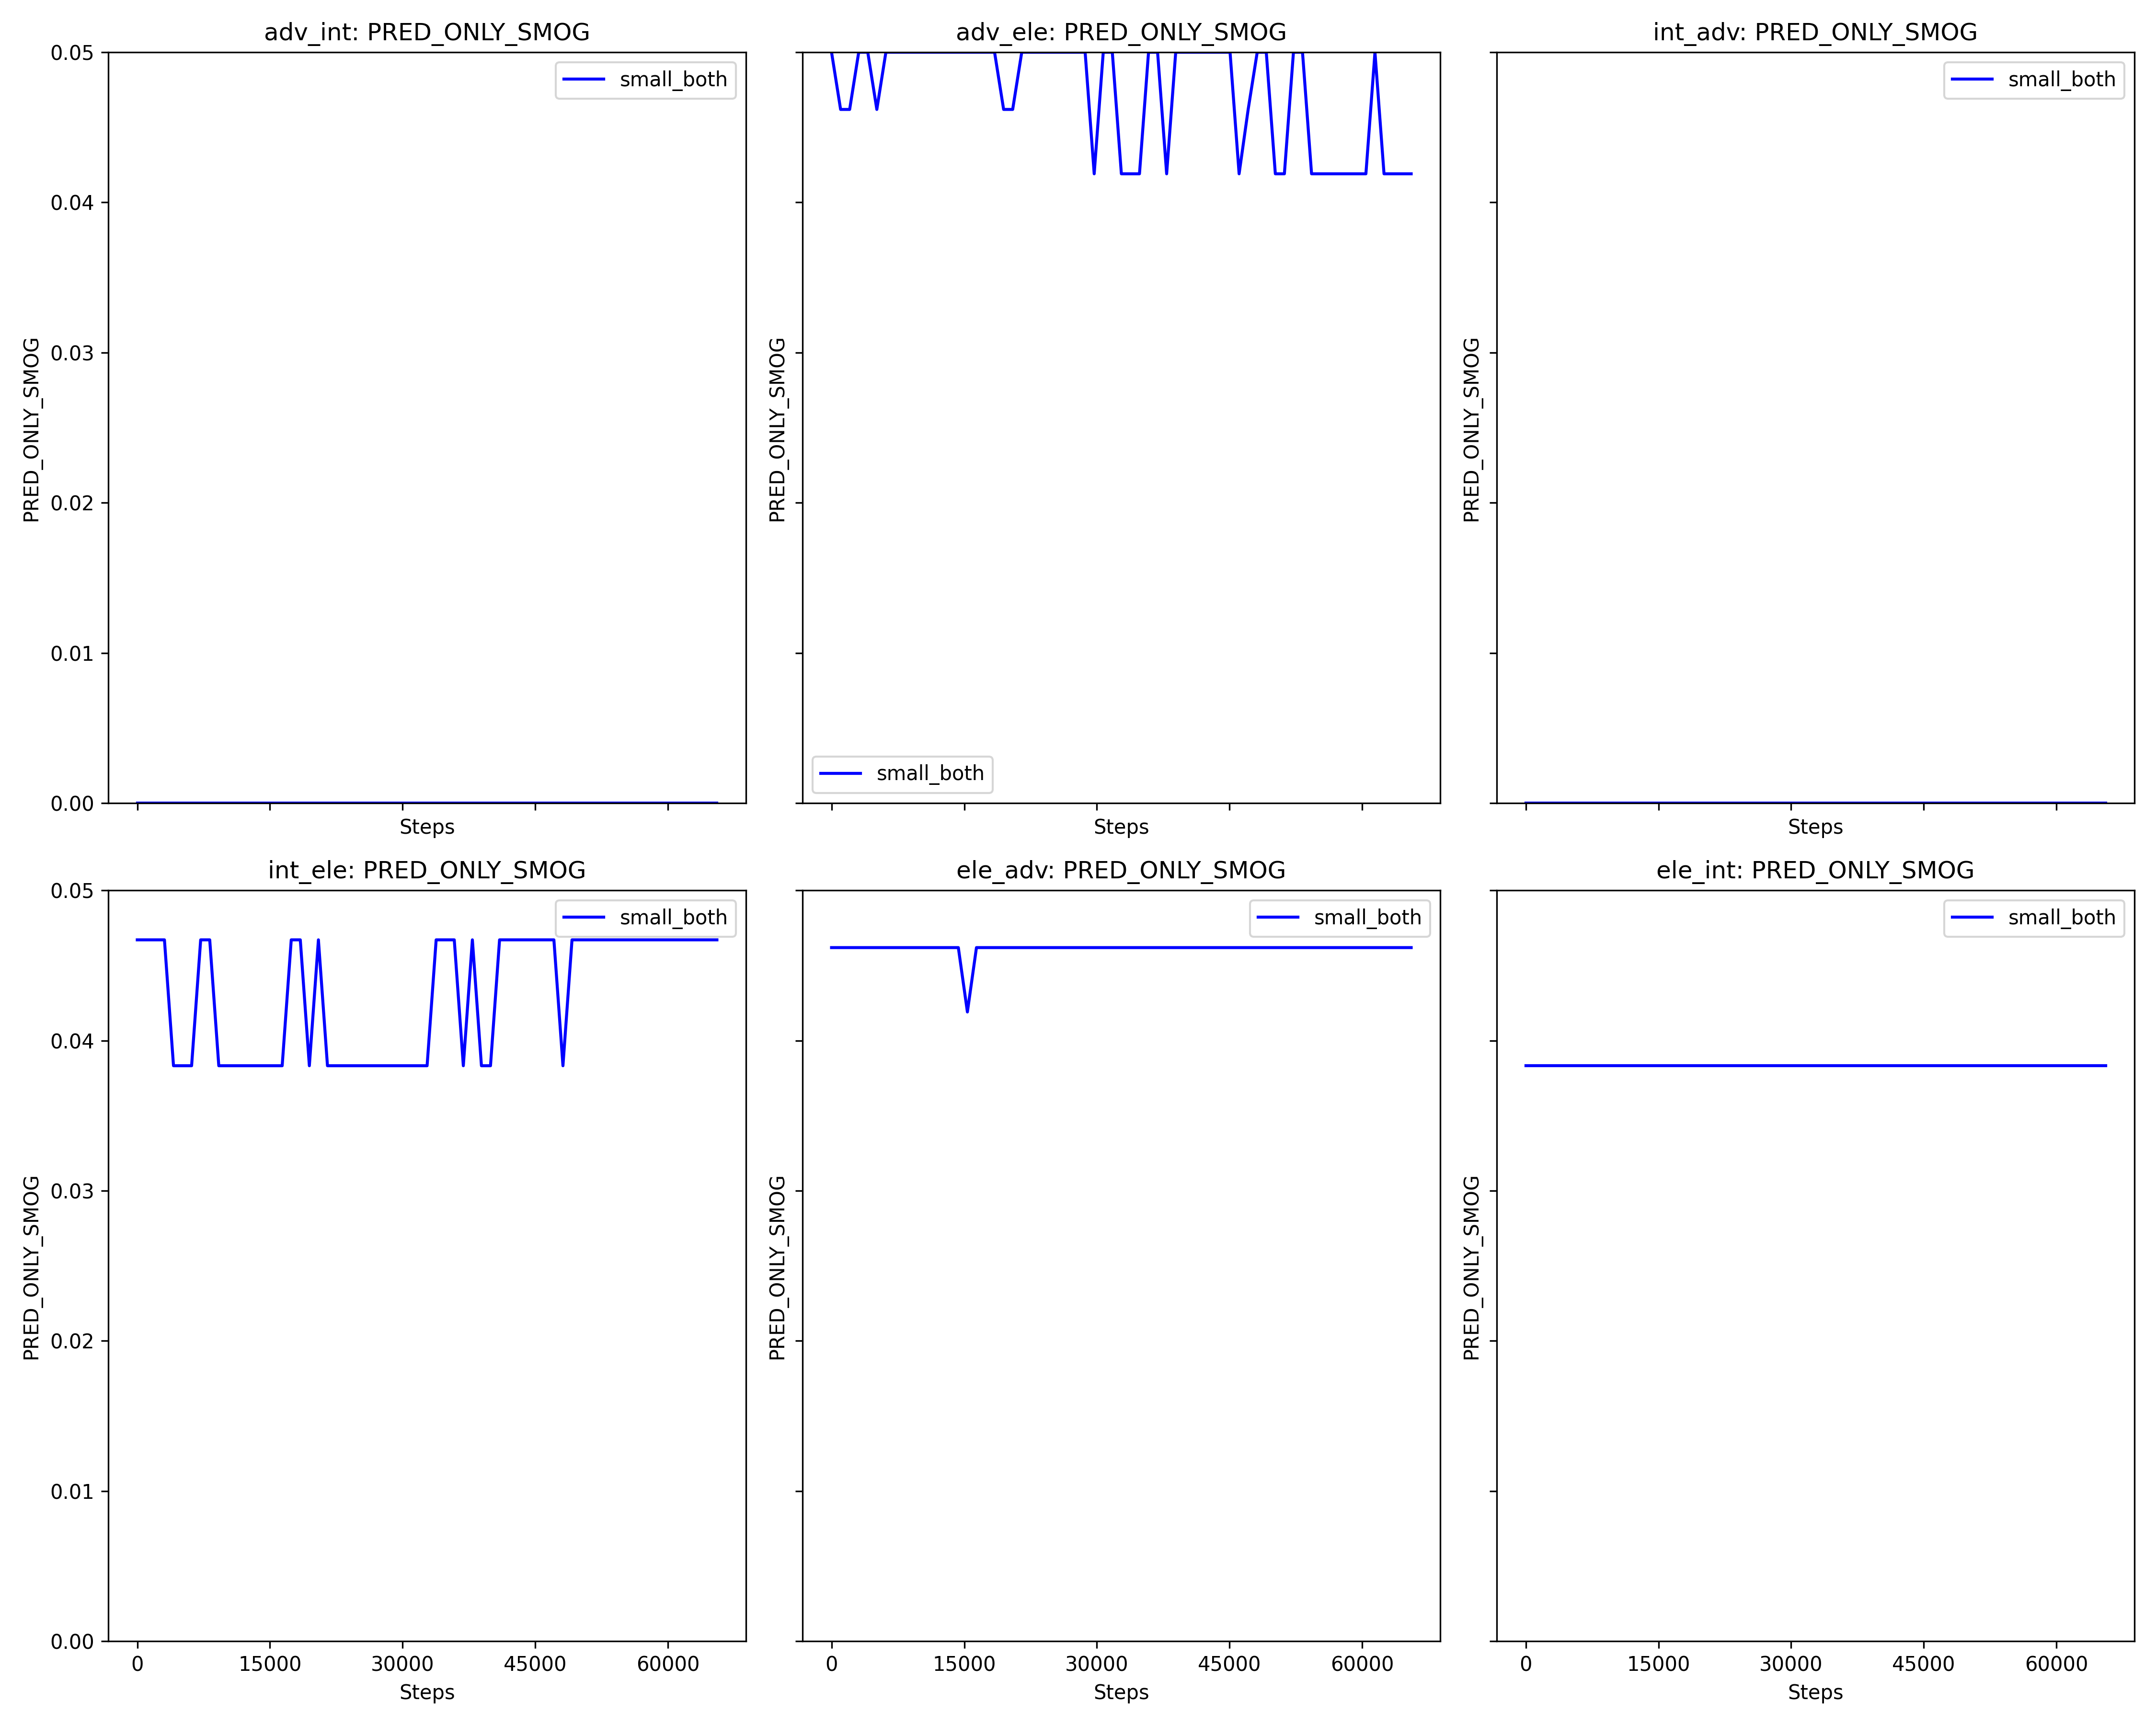 adv_int: PRED_ONLY_SMOG
adv_ele: PRED_ONLY_SMOG
int_adv: PRED_ONLY_SMOG
0.05
0.04
0.03
0.02
0.01
0.00
PRED_ONLY_SMOG
small_both
Steps
PRED_ONLY_SMOG
small_both
Steps
PRED_ONLY_SMOG
small_both
Steps
int_ele: PRED_ONLY_SMOG
ele_adv: PRED_ONLY_SMOG
ele_int: PRED_ONLY_SMOG
0.05
0.04
0.03
0.02
0.01
0.00
PRED_ONLY_SMOG
small_both
0 15000 30000 45000 60000
Steps
PRED_ONLY_SMOG
small_both
0 15000 30000 45000 60000
Steps
PRED_ONLY_SMOG
small_both
0 15000 30000 45000 60000
Steps